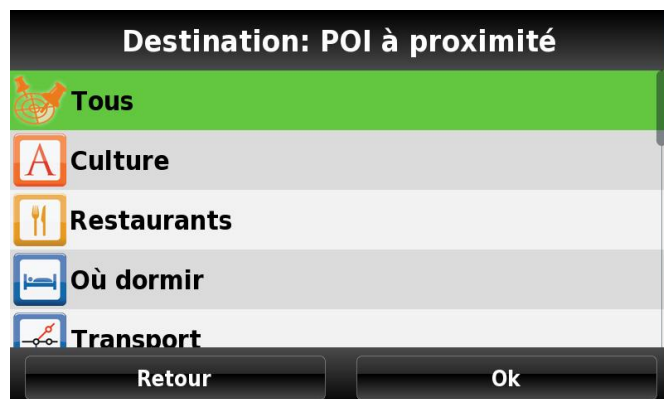 Destination: POI à proximité
Tous
A Culture
Restaurants
Où dormir
Transport
Retour Ok